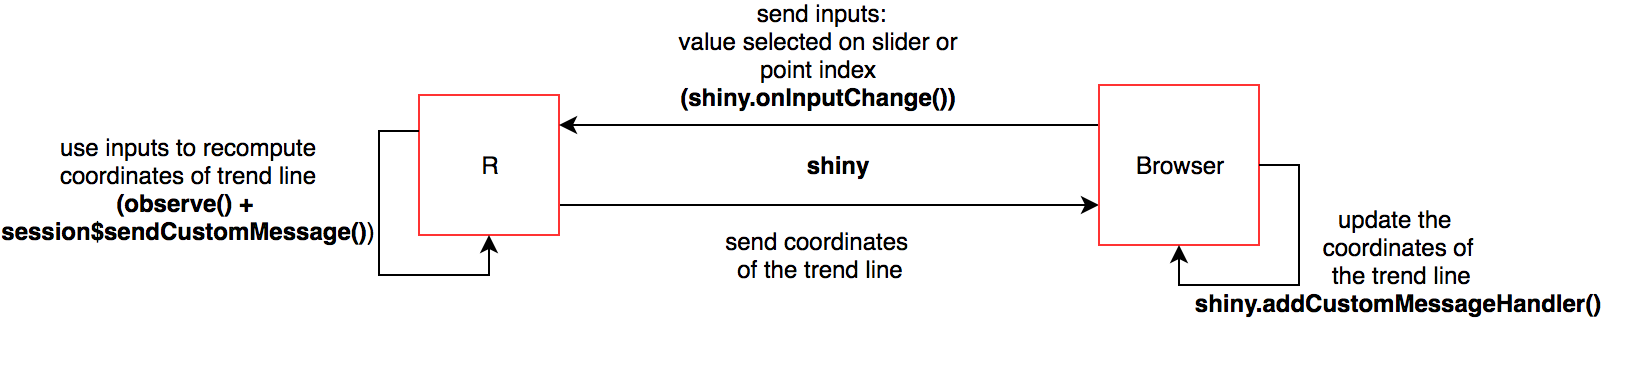 send inputs:
value selected on slider or
point index
(shiny.onInputChange())
use inputs to recompute
coordinates of trend line
(observe() +
session$sendCustomMessage())
R
shiny
Browser
send coordinates
of the trend line
update the
coordinates of
the trend line
shiny.addCustomMessageHandler()